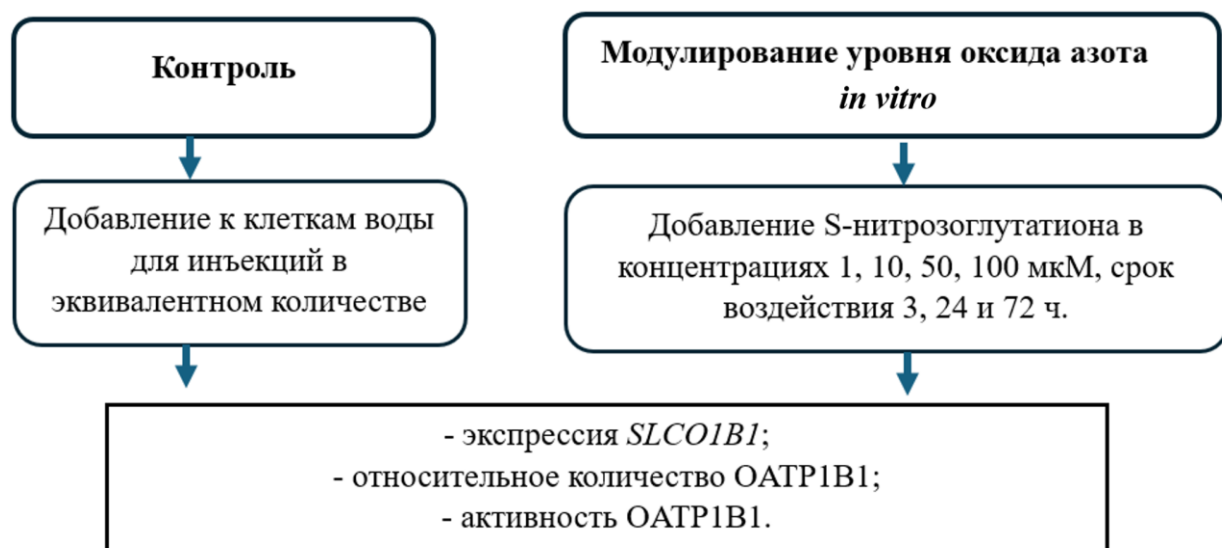 Контроль
Модулирование уровня оксида азота
in vitro
Добавление к клеткам воды
для инъекций в
эквивалентном количестве
Добавление S-нитрозоглутатиона в
концентрациях 1, 10, 50, 100 мкМ, срок
воздействия 3, 24 и 72 ч.
- экспрессия SLCO1B1;
- относительное количество OATP1B1;
- активность OATP1B1.